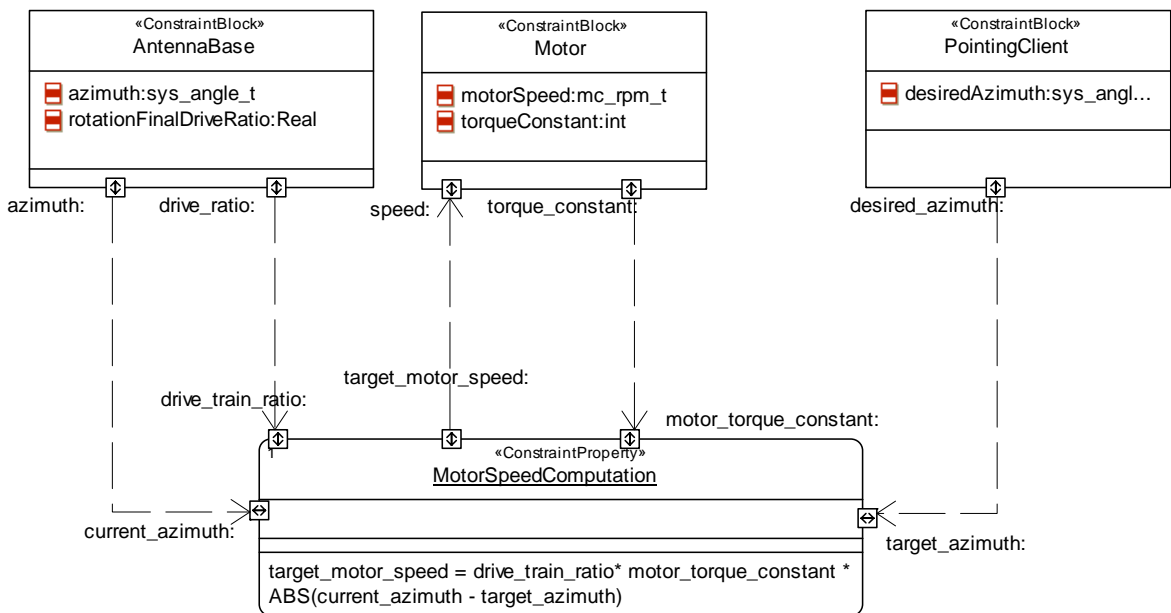 «ConstraintBlock»
AntennaBase
azimuth:sys_angle_t
rotationFinalDriveRatio:Real
«ConstraintBlock»
Motor
motorSpeed:mc_rpm_t
torqueConstant:int
«ConstraintBlock»
PointingClient
desiredAzimuth:sys_angl...
azimuth:
drive_ratio:
speed:
torque_constant:
desired_azimuth:
target_motor_speed:
drive_train_ratio:
motor_torque_constant:
«ConstraintProperty»
MotorSpeedComputation
current_azimuth:
target_azimuth:
target_motor_speed = drive_train_ratio* motor_torque_constant *
ABS(current_azimuth - target_azimuth)